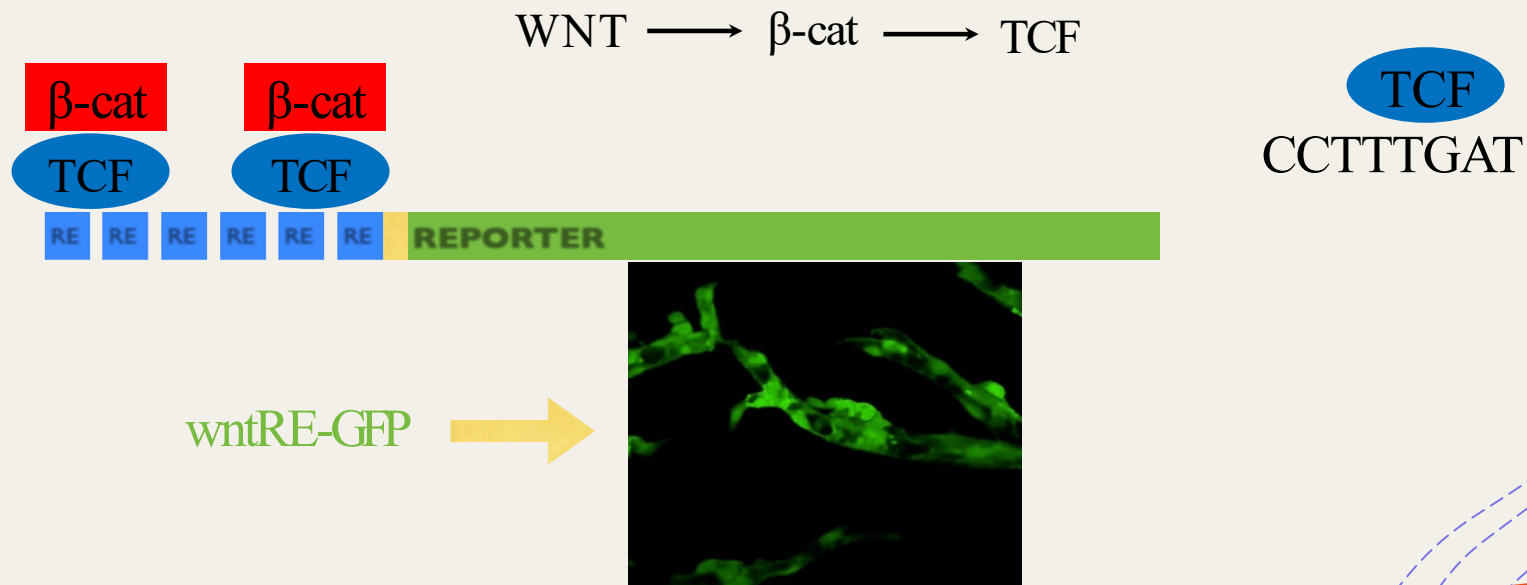 WNT → β-cat → TCF
β-cat β-cat
TCF TCF
TCF
CCTTTGAT
RE RE RE RE RE RE REPORTER
wntRE-GFP